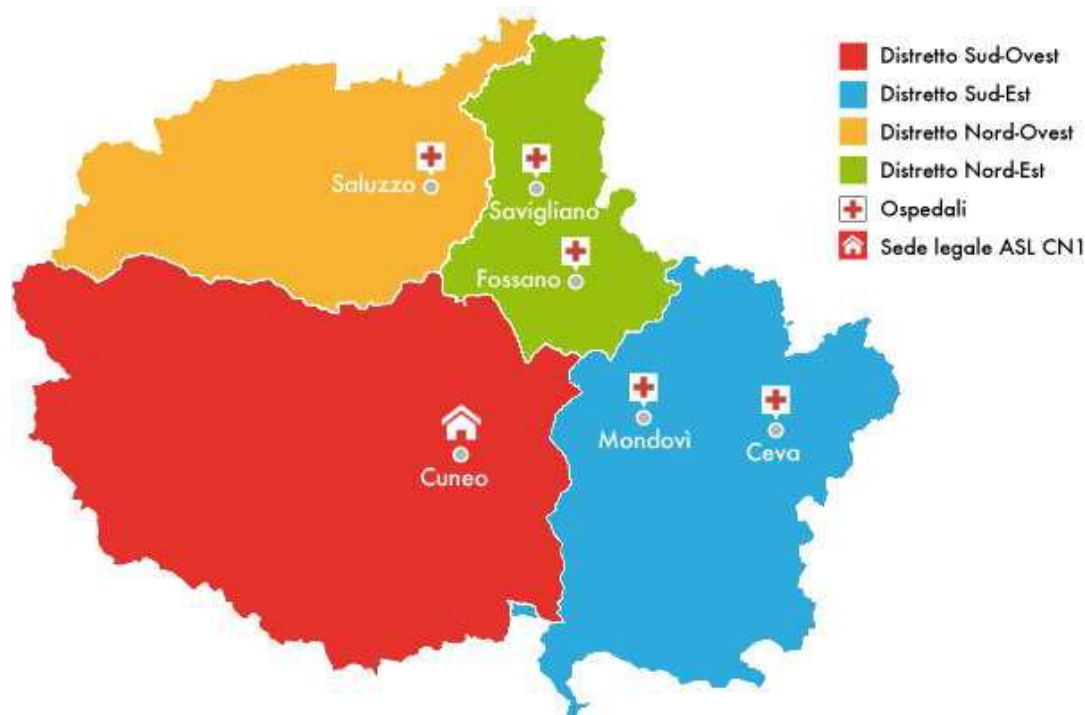 Distretto Sud-Ovest
Distretto Sud-Est
Distretto Nord-Ovest
Distretto Nord-Est
Ospedali
Sede legale ASL CN1
Saluzzo
Savigliano
Fossano
Mondovì
Ceva
Cuneo